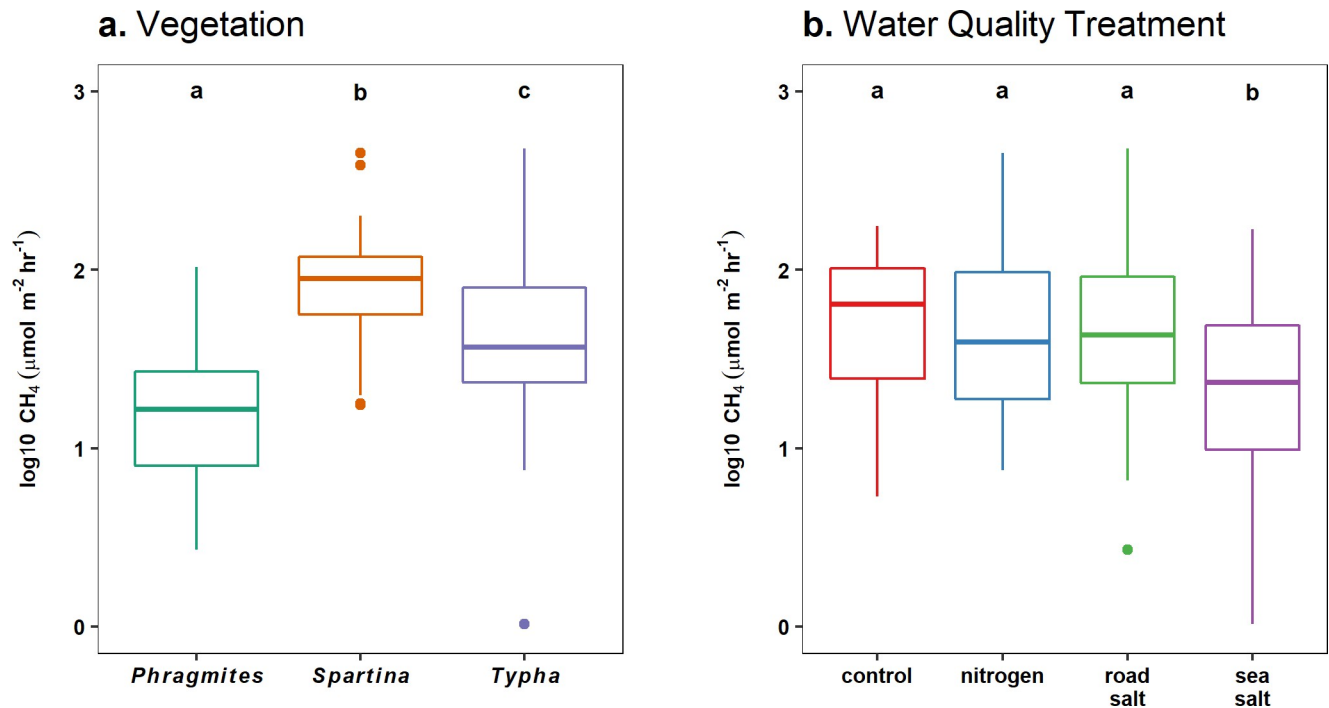 a. Vegetation
3
2
1
0
log10 CH₄ (μmol m⁻² hr⁻¹)
a
b
c
Phragmites
Spartina
Typha
b. Water Quality Treatment
3
2
1
0
log10 CH₄ (μmol m⁻² hr⁻¹)
a
a
a
b
control
nitrogen
road
salt
sea
salt